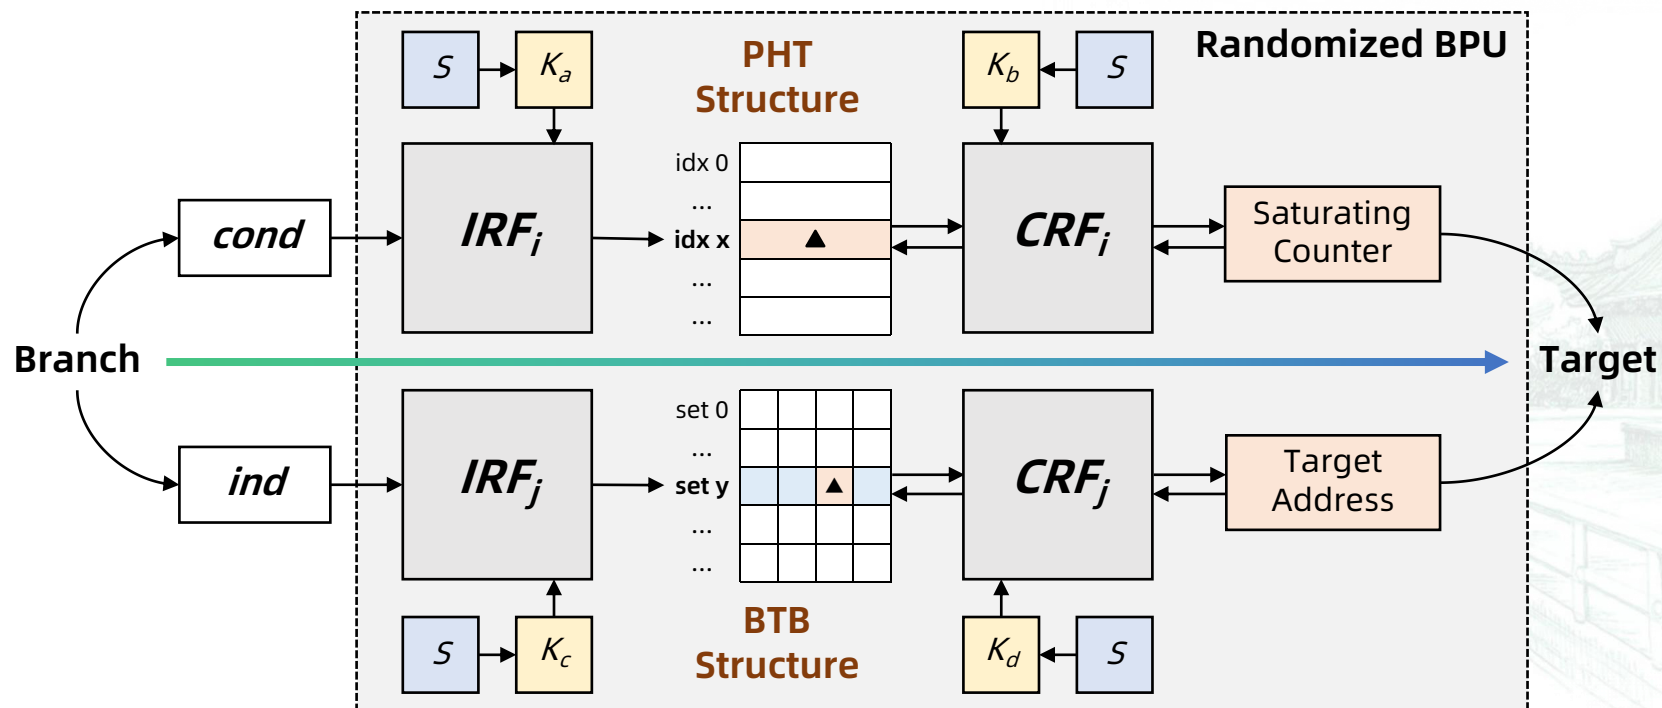 Randomized BPU
S
Ka
PHT
Structure
Kb
S
cond
IRFi
idx 0
...
idx x
...
...
CRFi
Saturating
Counter
Branch
Target
ind
IRFj
set 0
...
set y
...
...
CRFj
Target
Address
S
Kc
BTB
Structure
Kd
S